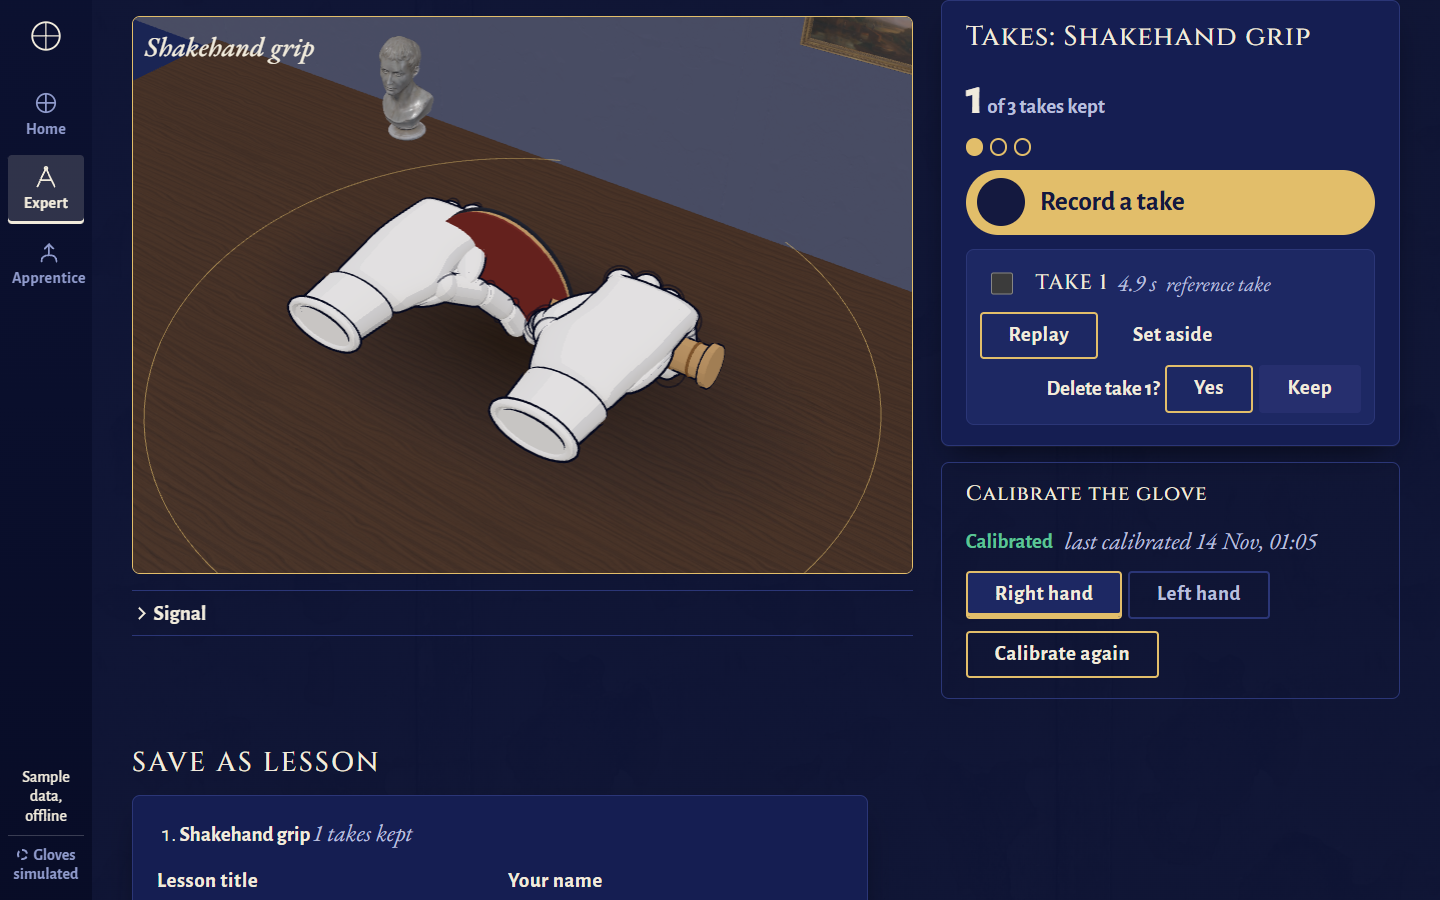 Home
Expert
Apprentice
Sample data, offline
Gloves simulated
Shakehand grip
Signal
SAVE AS LESSON
1. Shakehand grip 1 takes kept
Lesson title
Your name
TAKES: SHAKEHAND GRIP
1 of 3 takes kept
Record a take
TAKE 1 4.9 s reference take
Replay
Set aside
Delete take 1? Yes Keep
CALIBRATE THE GLOVE
Calibrated last calibrated 14 Nov, 01:05
Right hand
Left hand
Calibrate again